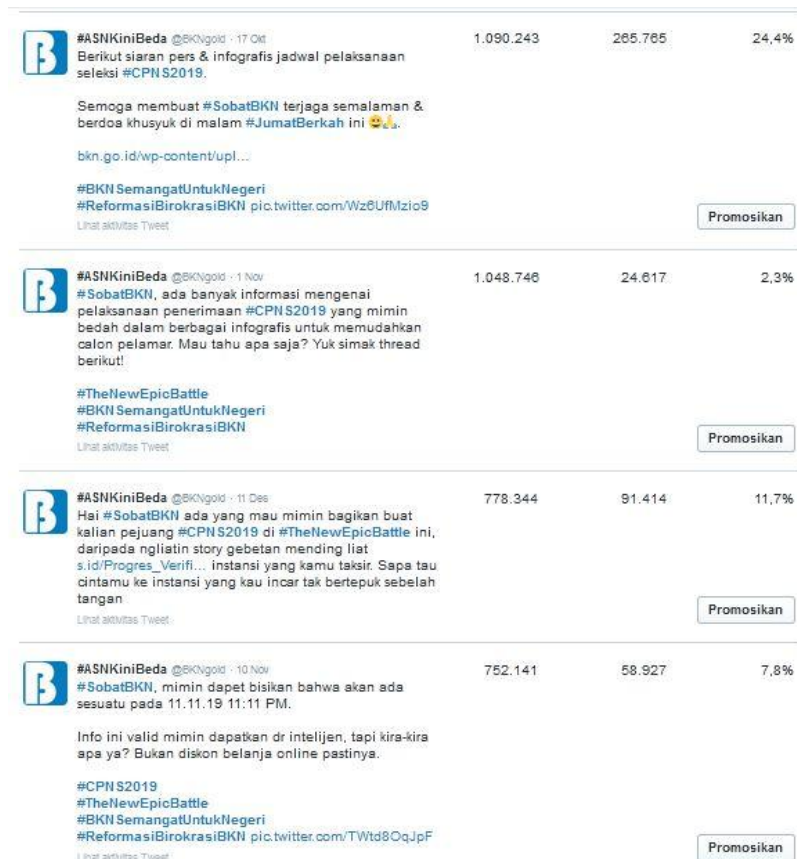 #ASNKiniBeda @BKNgoid · 17 Okt 1.090.243 265.765 24,4%
Berikut siaran pers & infografis jadwal pelaksanaan
seleksi #CPNS2019.
Semoga membuat #SobatBKN terjaga semalaman &
berdoa khusyuk di malam #JumatBerkah ini 😀🙏.
bkn.go.id/wp-content/upl...
#BKNSemangatUntukNegeri
#ReformasiBirokrasiBKN pic.twitter.com/Wz6UfMzio9
Lihat aktivitas Tweet
Promosikan
#ASNKiniBeda @BKNgoid · 1 Nov 1.048.746 24.617 2,3%
#SobatBKN, ada banyak informasi mengenai
pelaksanaan penerimaan #CPNS2019 yang mimin
bedah dalam berbagai infografis untuk memudahkan
calon pelamar. Mau tahu apa saja? Yuk simak thread
berikut!
#TheNewEpicBattle
#BKNSemangatUntukNegeri
#ReformasiBirokrasiBKN
Lihat aktivitas Tweet
Promosikan
#ASNKiniBeda @BKNgoid · 11 Des 778.344 91.414 11,7%
Hai #SobatBKN ada yang mau mimin bagikan buat
kalian pejuang #CPNS2019 di #TheNewEpicBattle ini,
daripada ngliatin story gebetan mending liat
s.id/Progres_Verifi... instansi yang kamu taksir. Sapa tau
cintamu ke instansi yang kau incar tak bertepuk sebelah
tangan
Lihat aktivitas Tweet
Promosikan
#ASNKiniBeda @BKNgoid · 10 Nov 752.141 58.927 7,8%
#SobatBKN, mimin dapet bisikan bahwa akan ada
sesuatu pada 11.11.19 11:11 PM.
Info ini valid mimin dapatkan dr intelijen, tapi kira-kira
apa ya? Bukan diskon belanja online pastinya.
#CPNS2019
#TheNewEpicBattle
#BKNSemangatUntukNegeri
#ReformasiBirokrasiBKN pic.twitter.com/TWtd8OqJpF
Lihat aktivitas Tweet
Promosikan